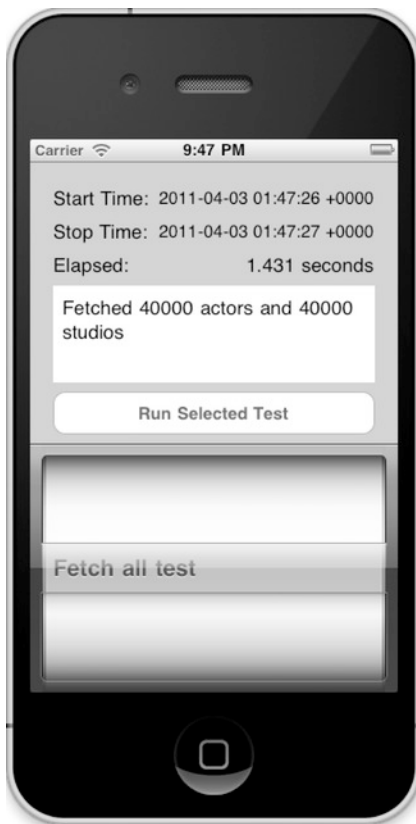 Carrier 9:47 PM
Start Time: 2011-04-03 01:47:26 +0000
Stop Time: 2011-04-03 01:47:27 +0000
Elapsed: 1.431 seconds
Fetched 40000 actors and 40000
studios
Run Selected Test
Fetch all test